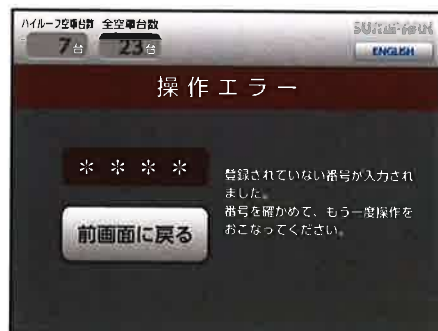 ハイルーフ空車台数 全空車台数
7台 23台
ENGLISH
操作エラー
＊ ＊ ＊ ＊
登録されていない番号が入力され
ました。
番号を確かめて、もう一度操作を
おこなってください。
前画面に戻る